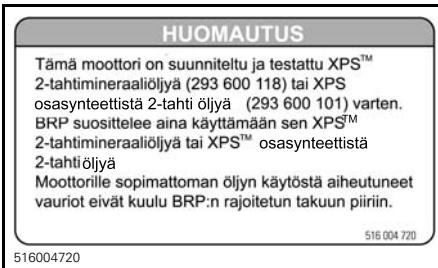 HUOMAUTUS
Tämä moottori on suunniteltu ja testattu XPS™
2-tahtimineraaliöljyä (293 600 118) tai XPS
osasynteettistä 2-tahti öljyä (293 600 101) varten.
BRP suosittelee aina käyttämään sen XPS™
2-tahtimineraaliöljyä tai XPS™ osasynteettistä
2-tahtiöljyä
Moottorille sopimattoman öljyn käytöstä aiheutuneet
vauriot eivät kuulu BRP:n rajoitetun takuun piiriin.
516 004 720
516004720